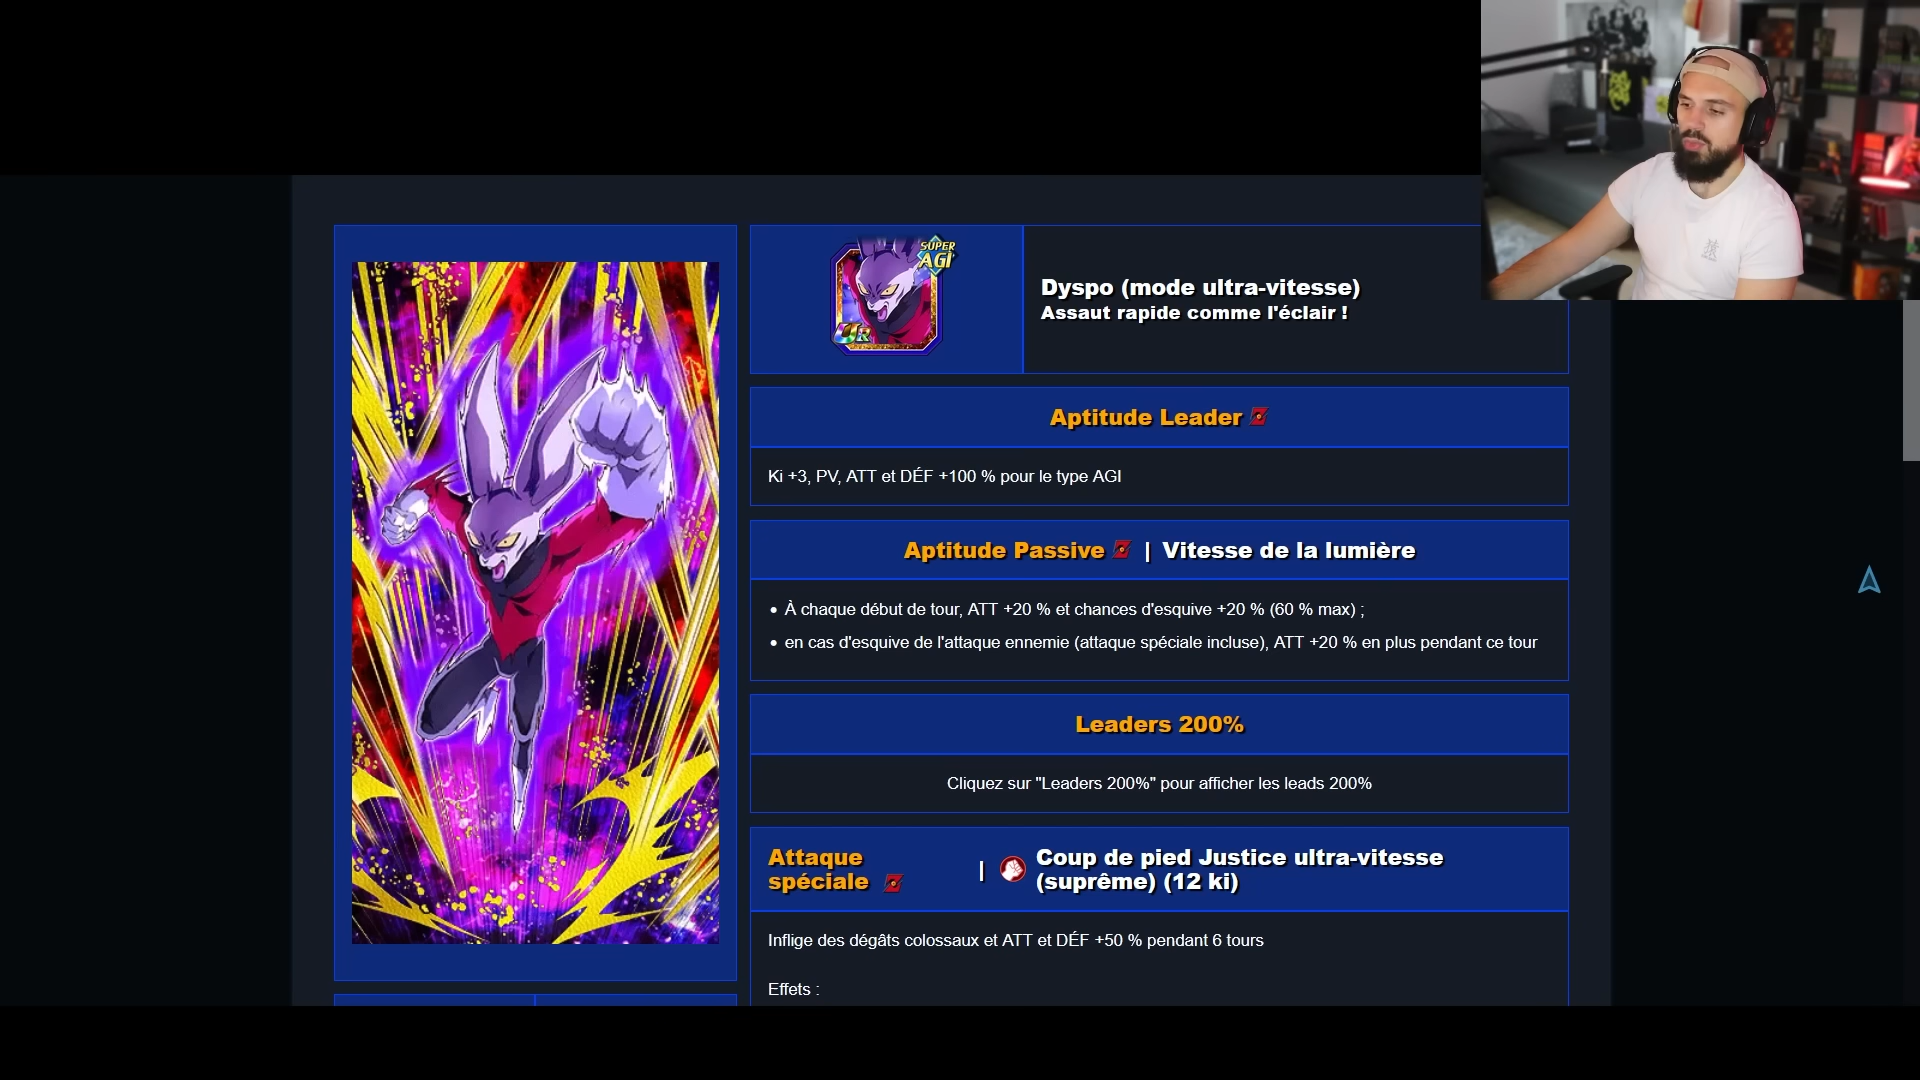 SUPER
AGI
UR
Dyspo (mode ultra-vitesse)
Assaut rapide comme l'éclair !
Aptitude Leader
Ki +3, PV, ATT et DÉF +100 % pour le type AGI
Aptitude Passive | Vitesse de la lumière
• À chaque début de tour, ATT +20 % et chances d'esquive +20 % (60 % max) ;
• en cas d'esquive de l'attaque ennemie (attaque spéciale incluse), ATT +20 % en plus pendant ce tour
Leaders 200%
Cliquez sur "Leaders 200%" pour afficher les leads 200%
Attaque
spéciale | Coup de pied Justice ultra-vitesse
(suprême) (12 ki)
Inflige des dégâts colossaux et ATT et DÉF +50 % pendant 6 tours
Effets :